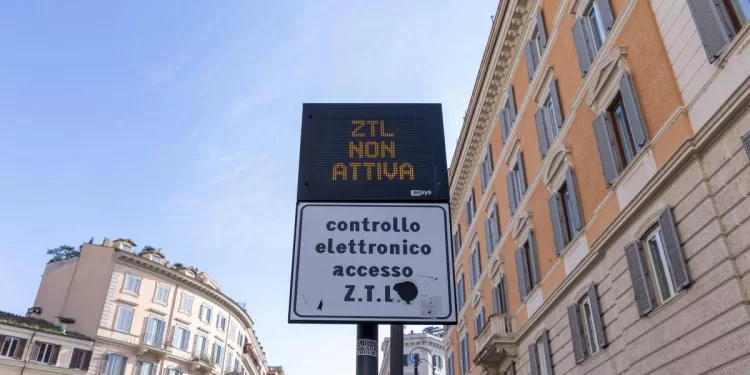 ZTL
NON
ATTIVA
controllo
elettronico
accesso
Z.T.L.